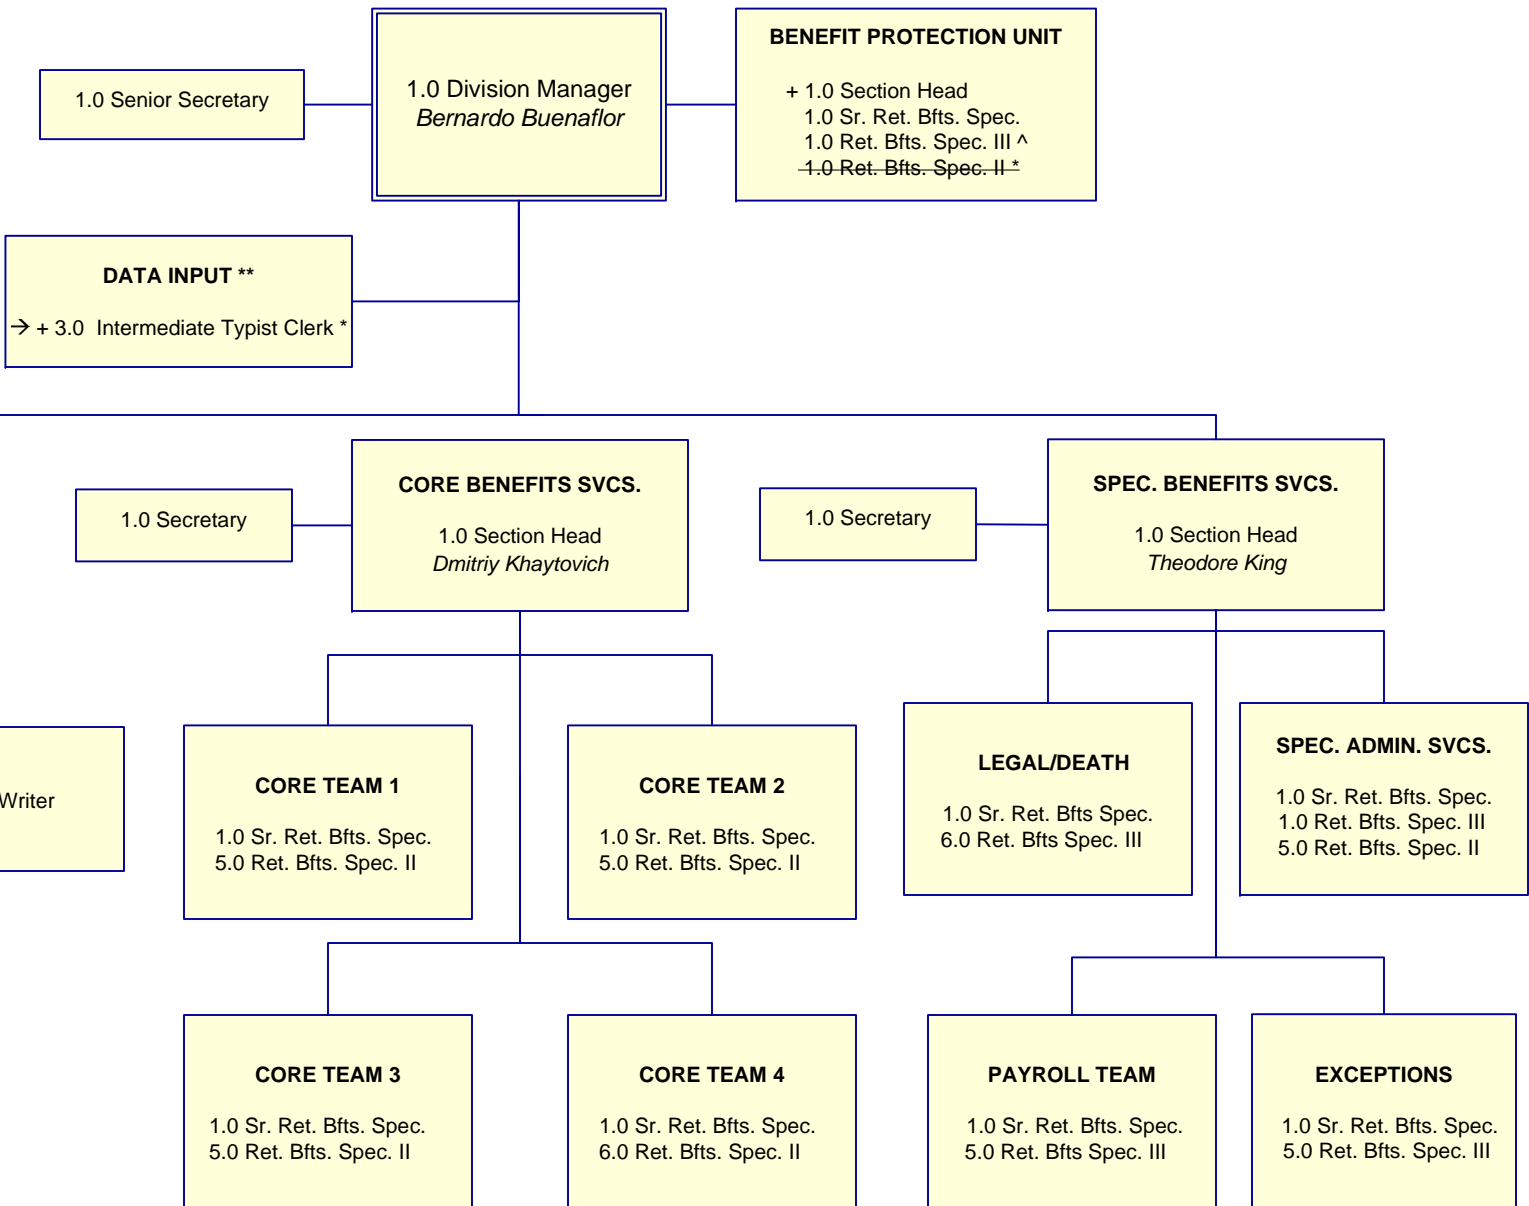 1.0 Senior Secretary
1.0 Division Manager
Bernardo Buenaflor
BENEFIT PROTECTION UNIT
+ 1.0 Section Head
1.0 Sr. Ret. Bfts. Spec.
1.0 Ret. Bfts. Spec. III ^
1.0 Ret. Bfts. Spec. II *
DATA INPUT **
→ + 3.0 Intermediate Typist Clerk *
1.0 Secretary
CORE BENEFITS SVCS.
1.0 Section Head
Dmitriy Khaytovich
1.0 Secretary
SPEC. BENEFITS SVCS.
1.0 Section Head
Theodore King
Writer
CORE TEAM 1
1.0 Sr. Ret. Bfts. Spec.
5.0 Ret. Bfts. Spec. II
CORE TEAM 2
1.0 Sr. Ret. Bfts. Spec.
5.0 Ret. Bfts. Spec. II
LEGAL/DEATH
1.0 Sr. Ret. Bfts Spec.
6.0 Ret. Bfts Spec. III
SPEC. ADMIN. SVCS.
1.0 Sr. Ret. Bfts. Spec.
1.0 Ret. Bfts. Spec. III
5.0 Ret. Bfts. Spec. II
CORE TEAM 3
1.0 Sr. Ret. Bfts. Spec.
5.0 Ret. Bfts. Spec. II
CORE TEAM 4
1.0 Sr. Ret. Bfts. Spec.
6.0 Ret. Bfts. Spec. II
PAYROLL TEAM
1.0 Sr. Ret. Bfts. Spec.
5.0 Ret. Bfts Spec. III
EXCEPTIONS
1.0 Sr. Ret. Bfts. Spec.
5.0 Ret. Bfts. Spec. III